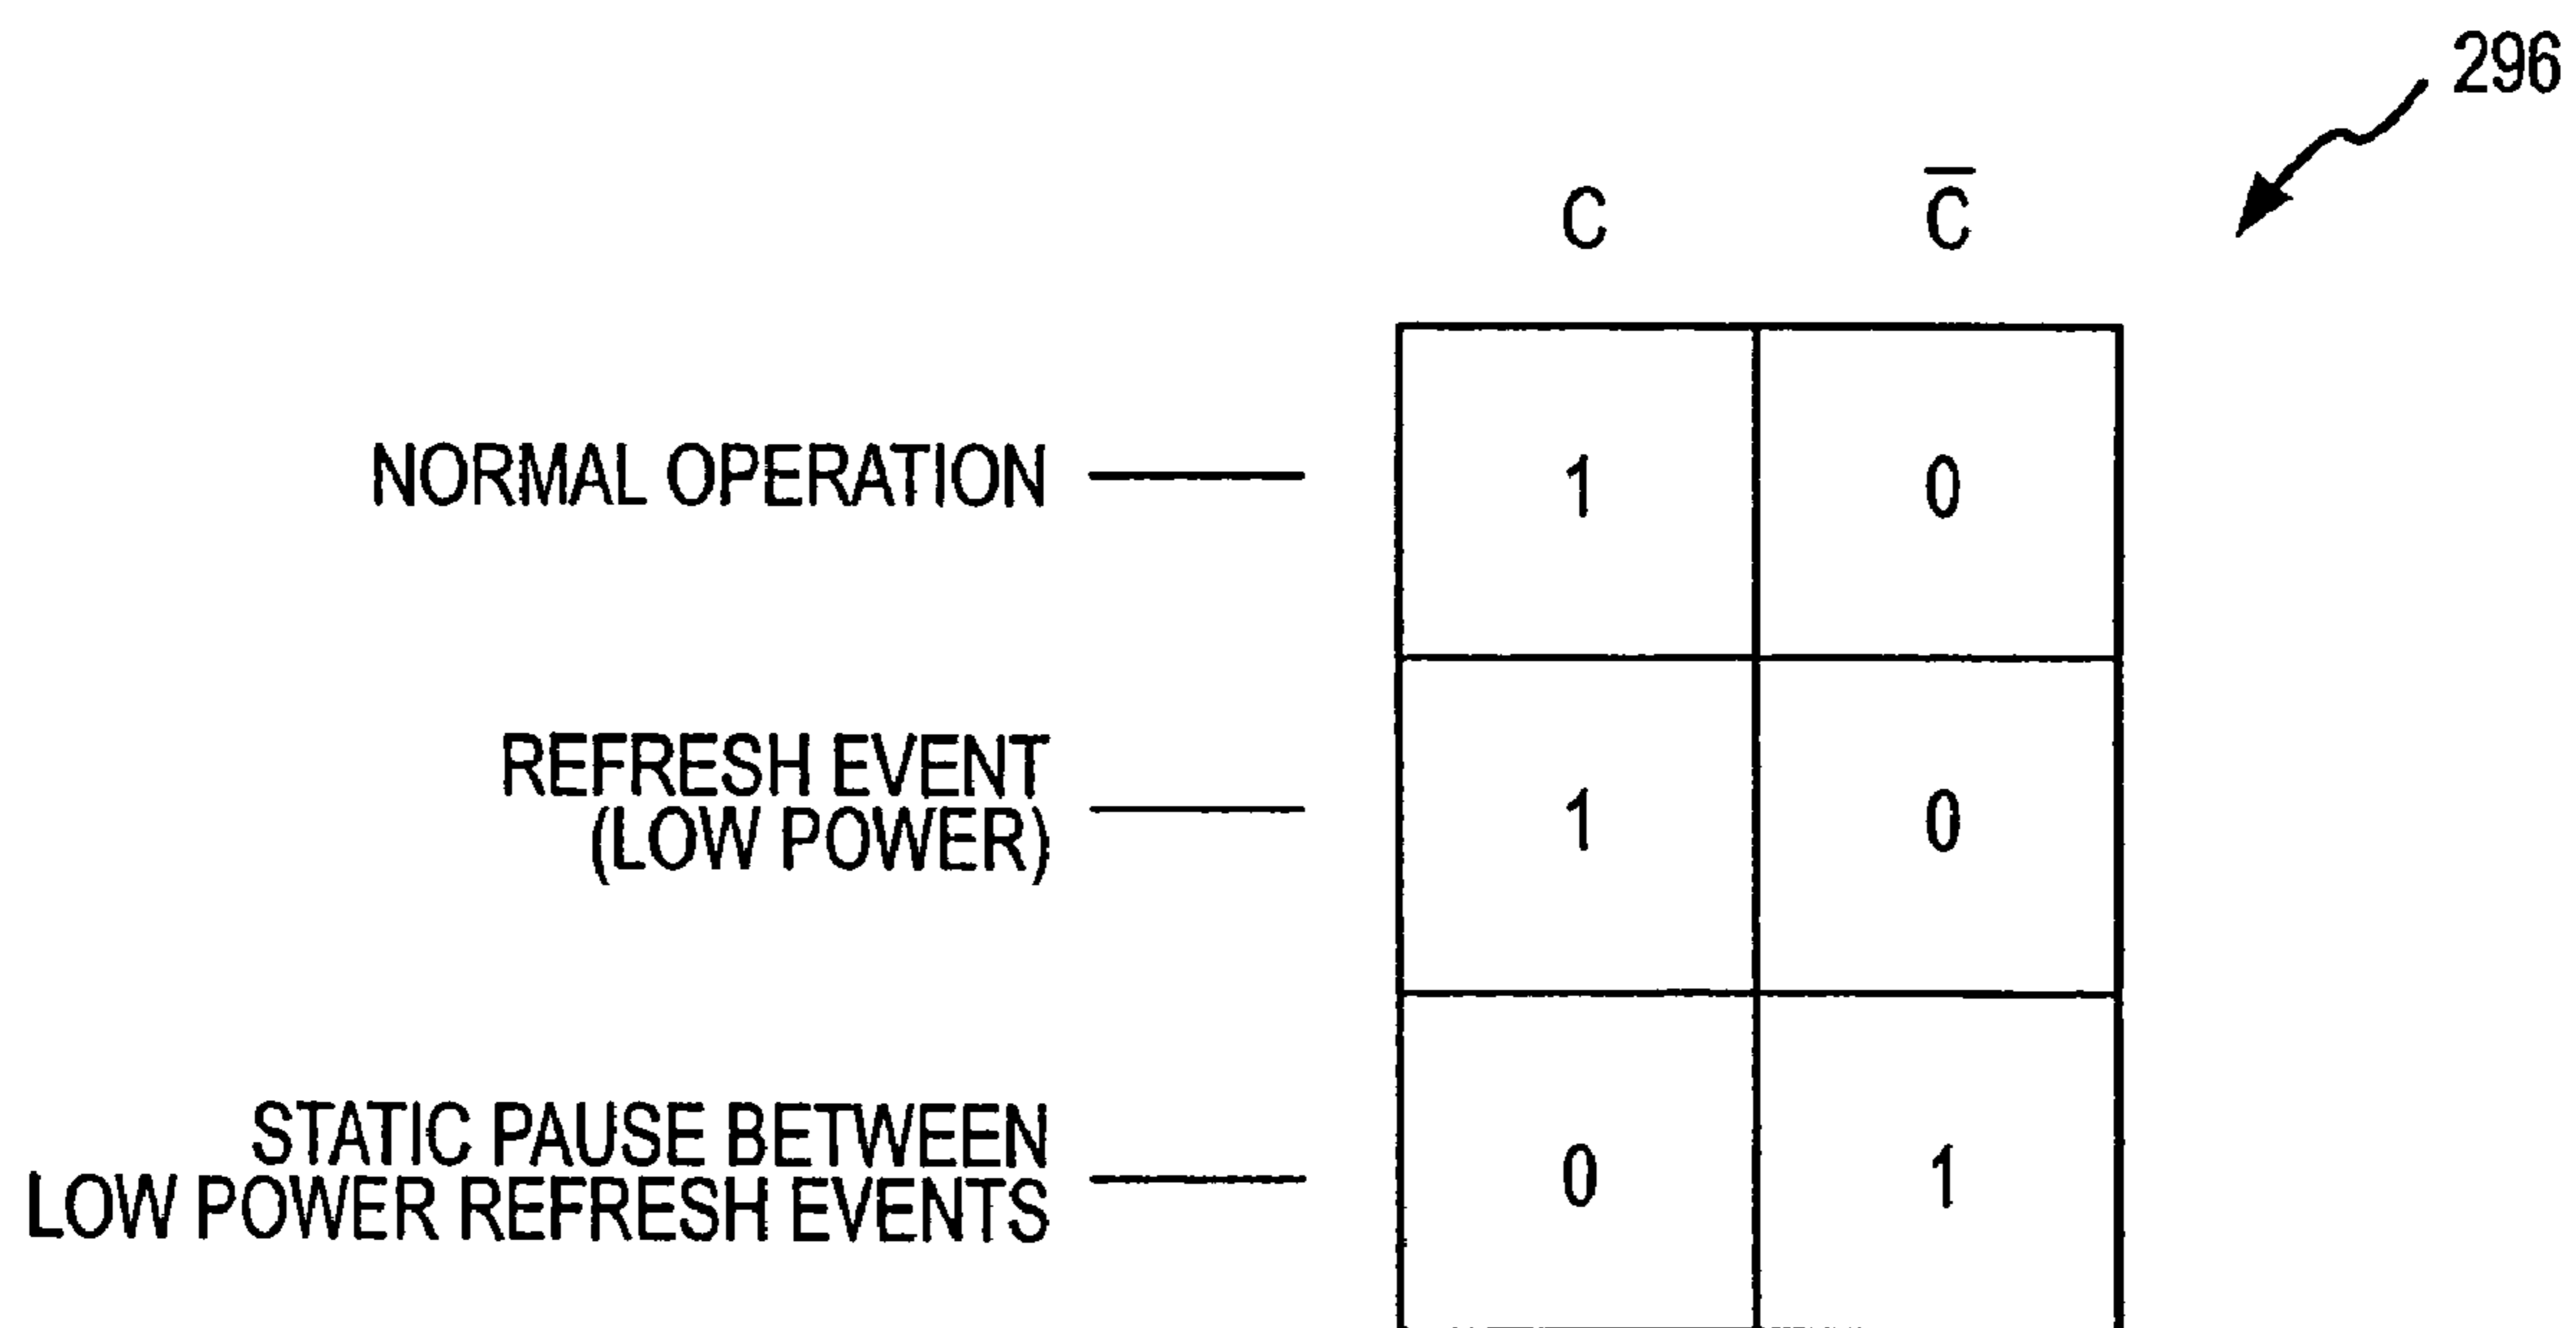 296
C C̅
NORMAL OPERATION 1 0
REFRESH EVENT
(LOW POWER) 1 0
STATIC PAUSE BETWEEN
LOW POWER REFRESH EVENTS 0 1